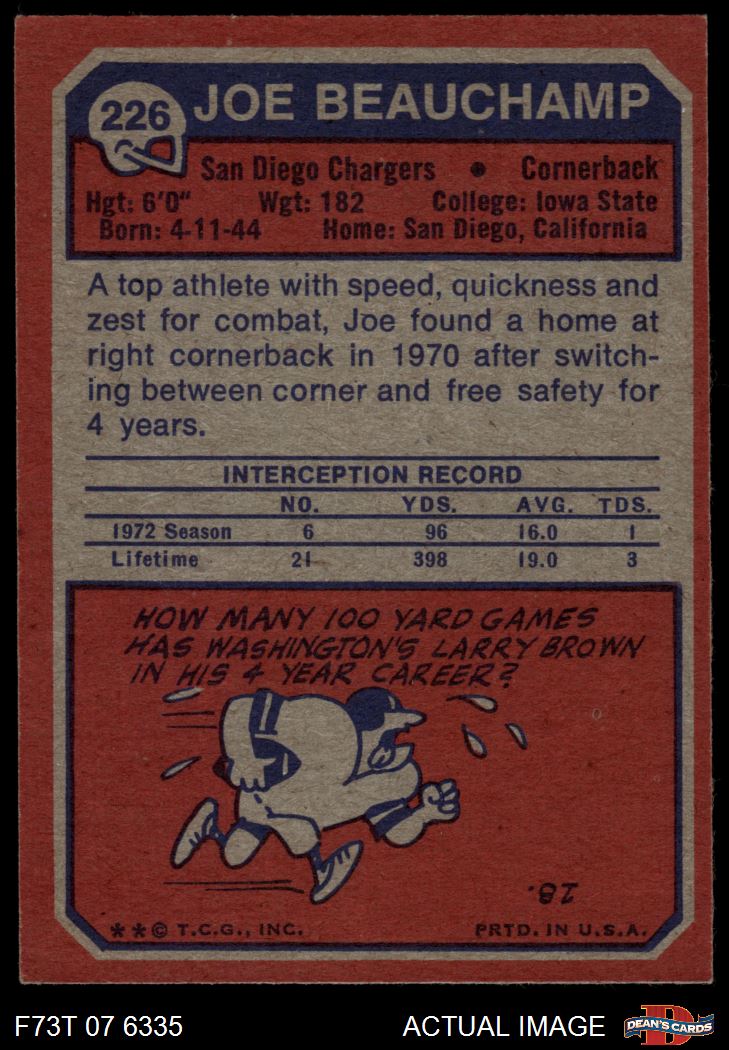 226 JOE BEAUCHAMP
San Diego Chargers • Cornerback
Hgt: 6'0" Wgt: 182 College: Iowa State
Born: 4-11-44 Home: San Diego, California
A top athlete with speed, quickness and
zest for combat, Joe found a home at
right cornerback in 1970 after switch-
ing between corner and free safety for
4 years.
INTERCEPTION RECORD
NO. YDS. AVG. TDS.
1972 Season 6 96 16.0 1
Lifetime 21 398 19.0 3
HOW MANY 100 YARD GAMES
HAS WASHINGTON'S LARRY BROWN
IN HIS 4 YEAR CAREER?
18.
**© T.C.G., INC. PRTD. IN U.S.A.
F73T 07 6335 ACTUAL IMAGE DEAN'S CARDS